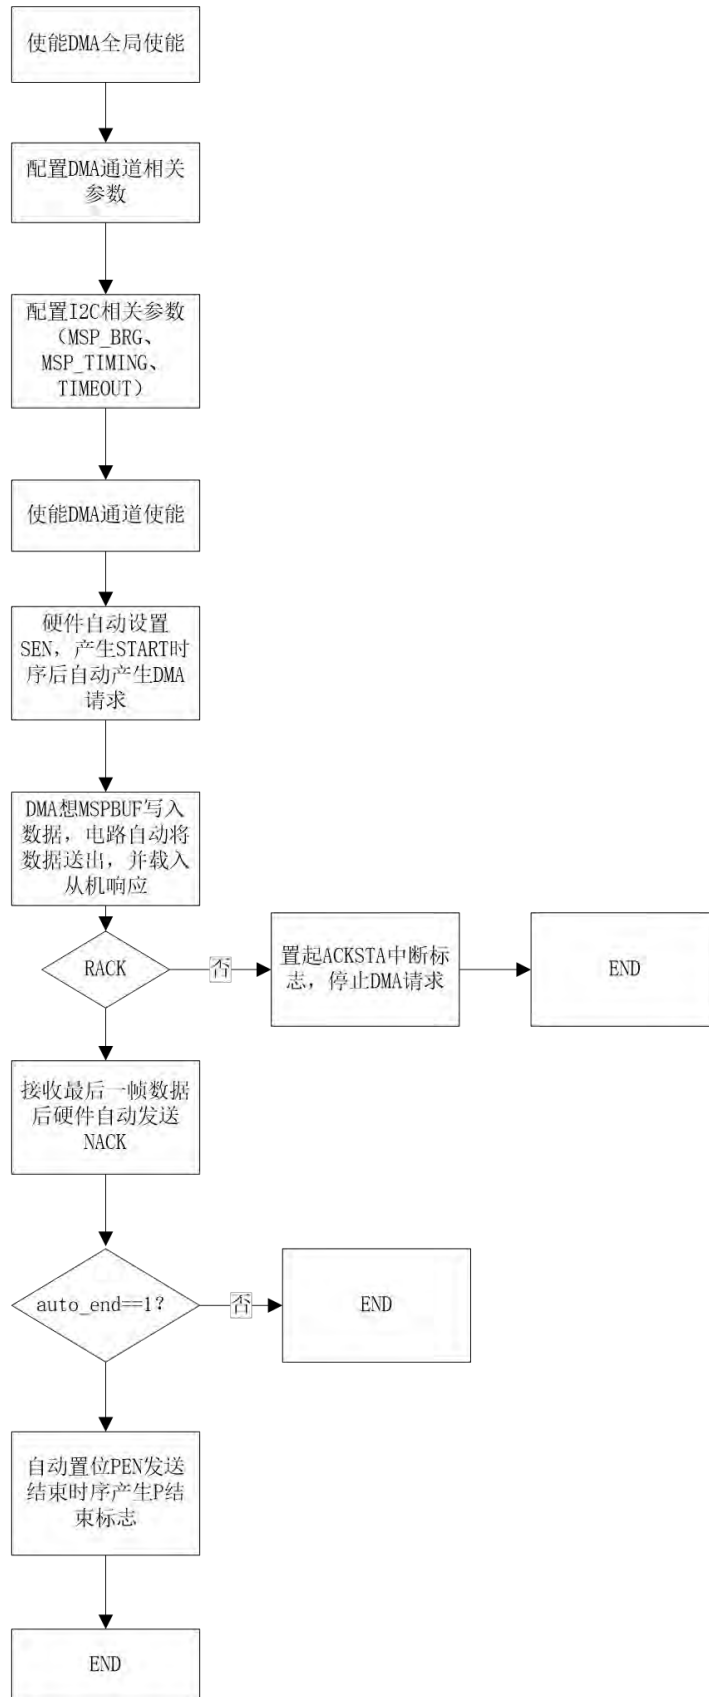 使能DMA全局使能
配置DMA通道相关
参数
配置I2C相关参数
（MSP_BRG、
MSP_TIMING、
TIMEOUT）
使能DMA通道使能
硬件自动设置
SEN，产生START时
序后自动产生DMA
请求
DMA想MSPBUF写入
数据，电路自动将
数据送出，并载入
从机响应
RACK
否
置起ACKSTA中断标
志，停止DMA请求
END
接收最后一帧数据
后硬件自动发送
NACK
auto_end==1？
否
END
自动置位PEN发送
结束时序产生P结
束标志
END